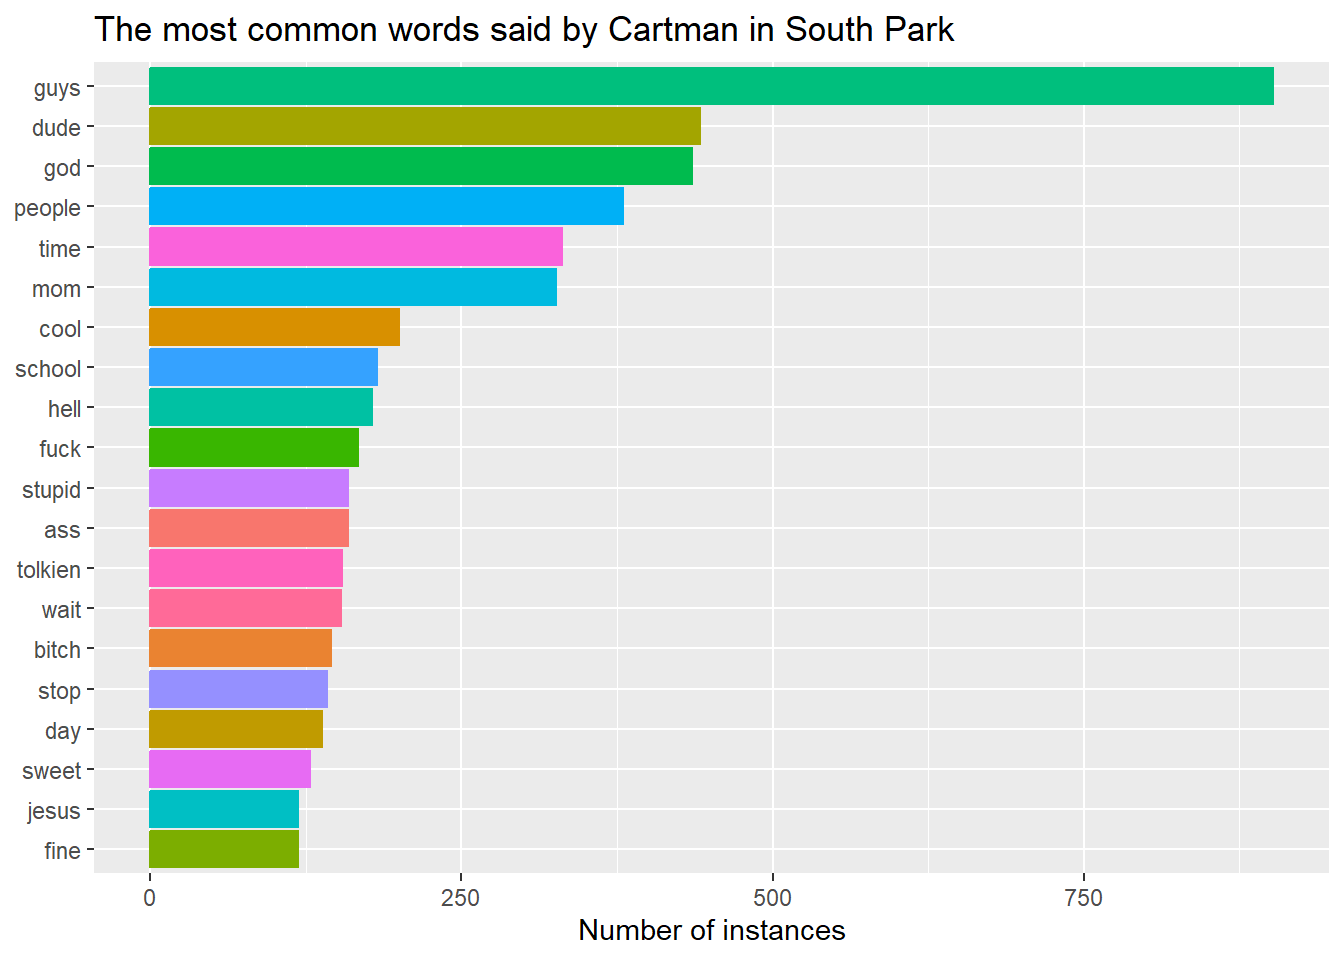 The most common words said by Cartman in South Park
guys
dude
god
people
time
mom
cool
school
hell
fuck
stupid
ass
tolkien
wait
bitch
stop
day
sweet
jesus
fine
0 250 500 750
Number of instances